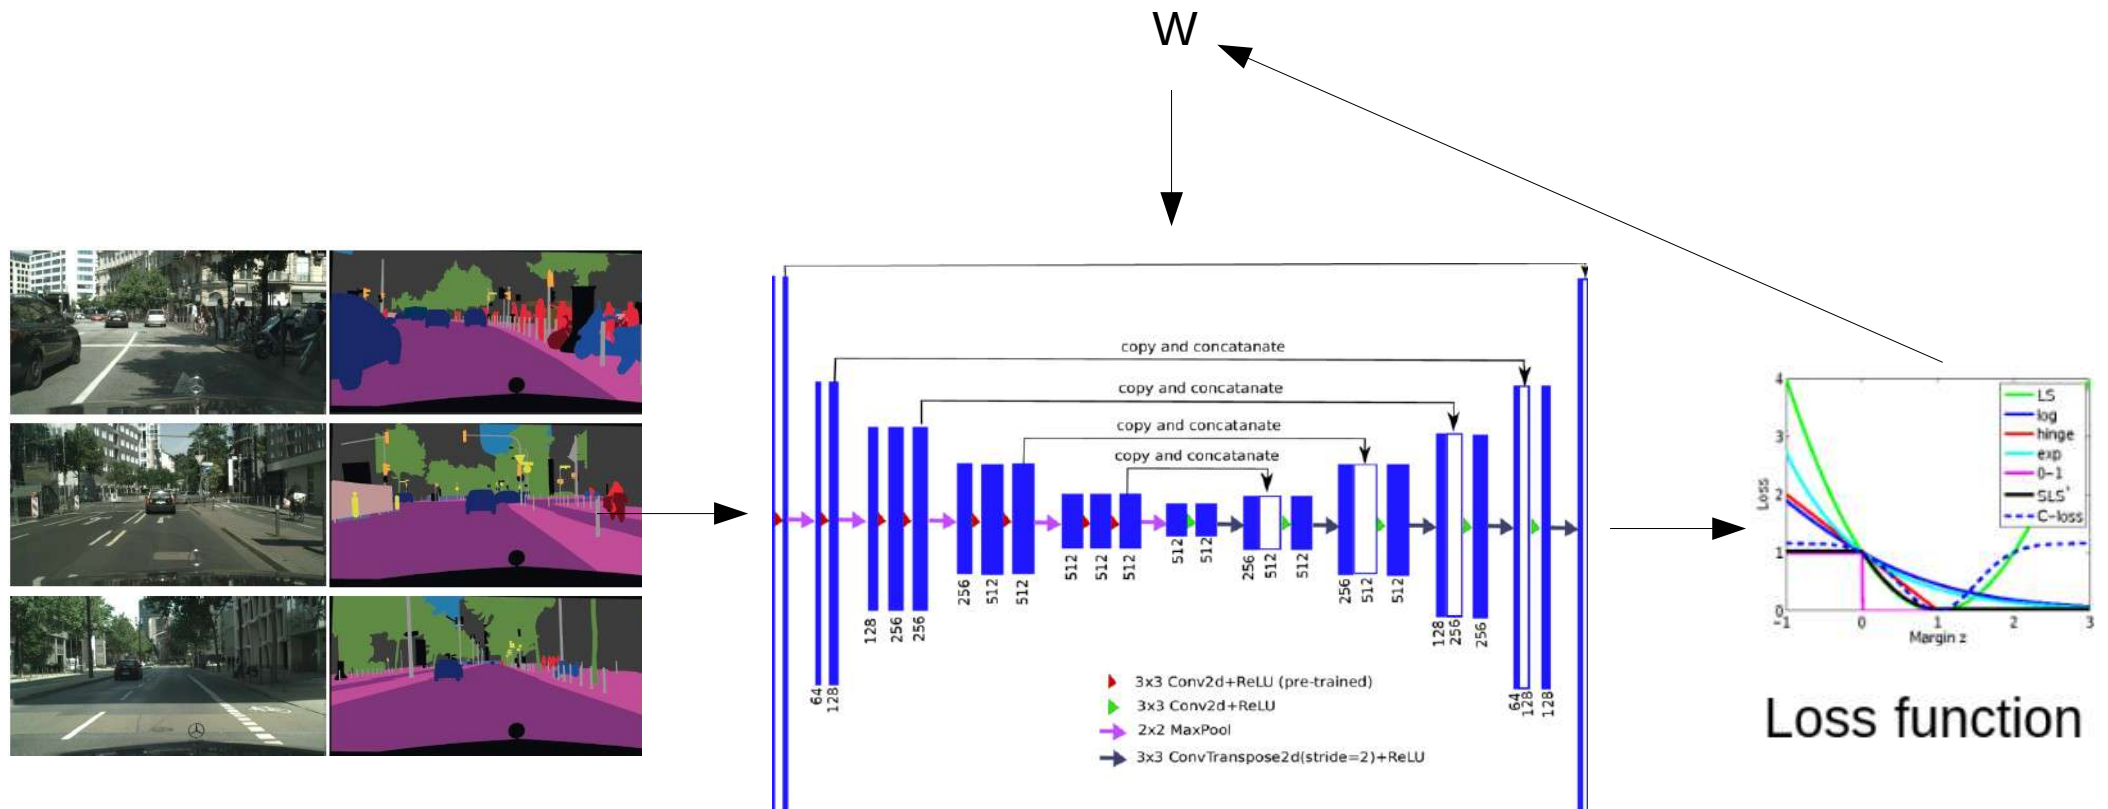 W
copy and concatanate
copy and concatanate
copy and concatanate
copy and concatanate
64
128
128
256
256
256
512
512
512
512
512
512
512
256
512
512
256
512
512
128
256
256
64
128
128
3x3 Conv2d+ReLU (pre-trained)
3x3 Conv2d+ReLU
2x2 MaxPool
3x3 ConvTranspose2d(stride=2)+ReLU
4
3
2
1
0
Loss
-1
0
1
2
3
Margin z
LS
log
hinge
exp
0-1
SLS'
C-loss
Loss function